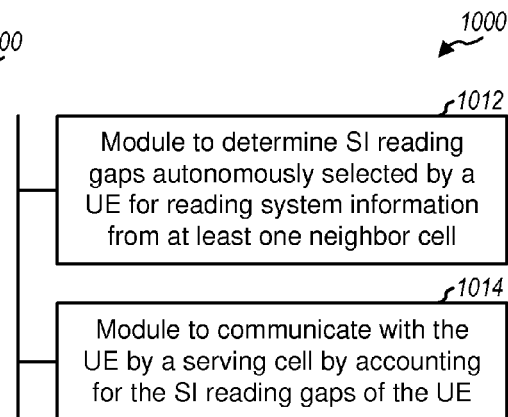 1000
00
1012
Module to determine SI reading
gaps autonomously selected by a
UE for reading system information
from at least one neighbor cell
1014
Module to communicate with the
UE by a serving cell by accounting
for the SI reading gaps of the UE